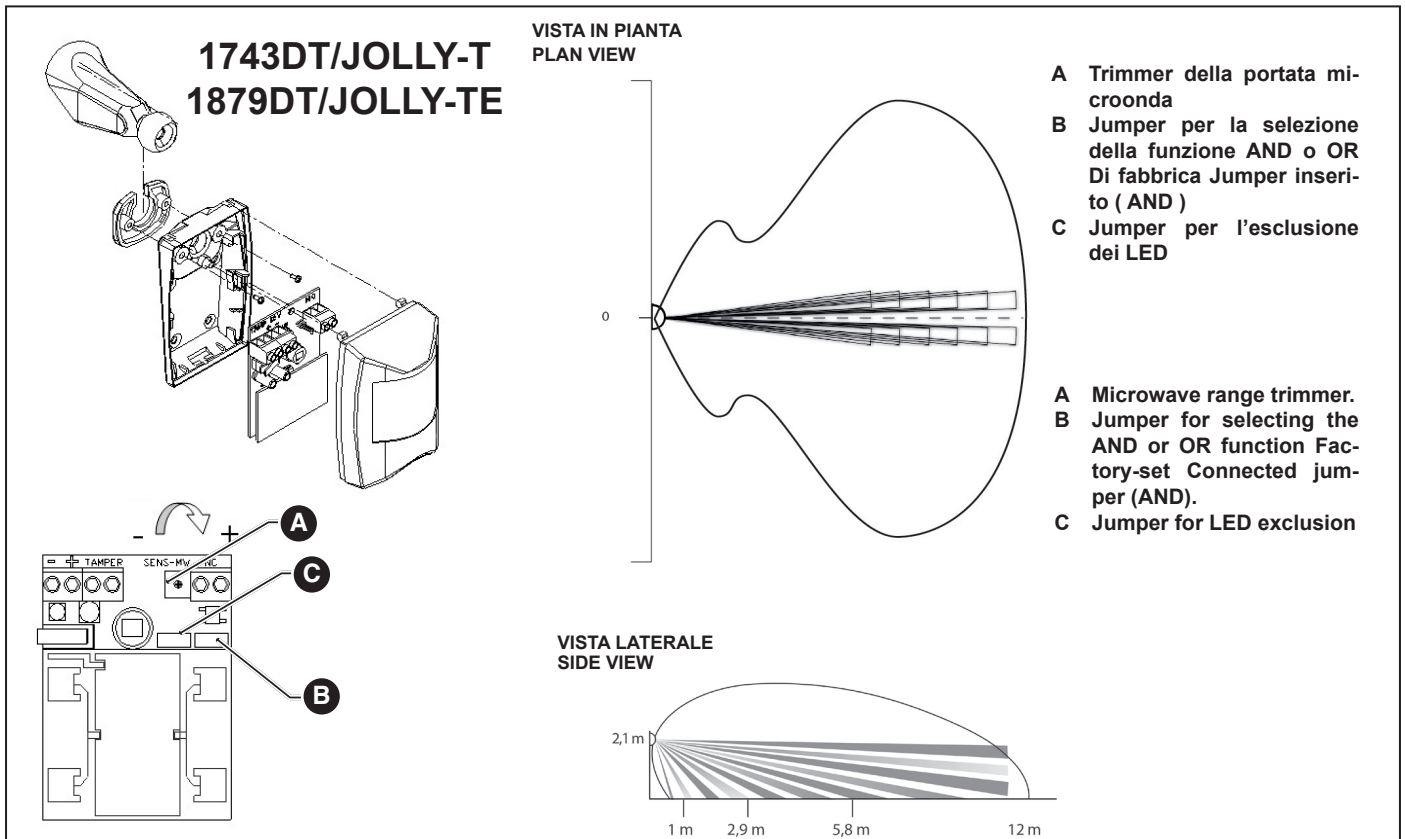 1743DT/JOLLY-T
1879DT/JOLLY-TE
VISTA IN PIANTA
PLAN VIEW
0
A Trimmer della portata mi-
croonda
B Jumper per la selezione
della funzione AND o OR
Di fabbrica Jumper inseri-
to ( AND )
C Jumper per l'esclusione
dei LED
A Microwave range trimmer.
B Jumper for selecting the
AND or OR function Fac-
tory-set Connected jum-
per (AND).
C Jumper for LED exclusion
- +
A
- + TAMPER SENS-MW NC
C
B
VISTA LATERALE
SIDE VIEW
2,1 m
1 m 2,9 m 5,8 m 12 m